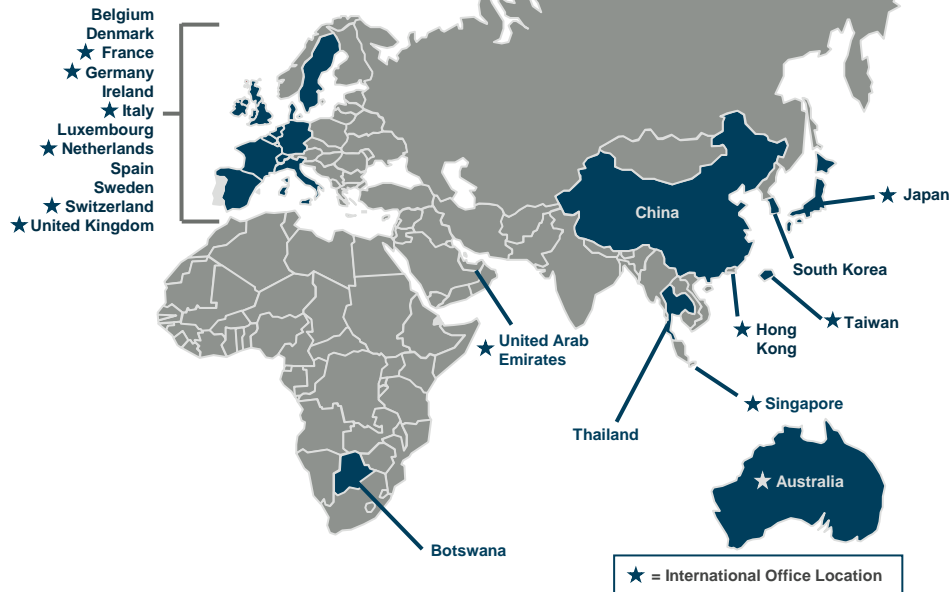 Belgium
Denmark
★ France
★ Germany
Ireland
★ Italy
Luxembourg
★ Netherlands
Spain
Sweden
★ Switzerland
★ United Kingdom
China
★ Japan
South Korea
★ Taiwan
★ Hong
Kong
★ United Arab
Emirates
★ Singapore
Thailand
★ Australia
Botswana
★ = International Office Location